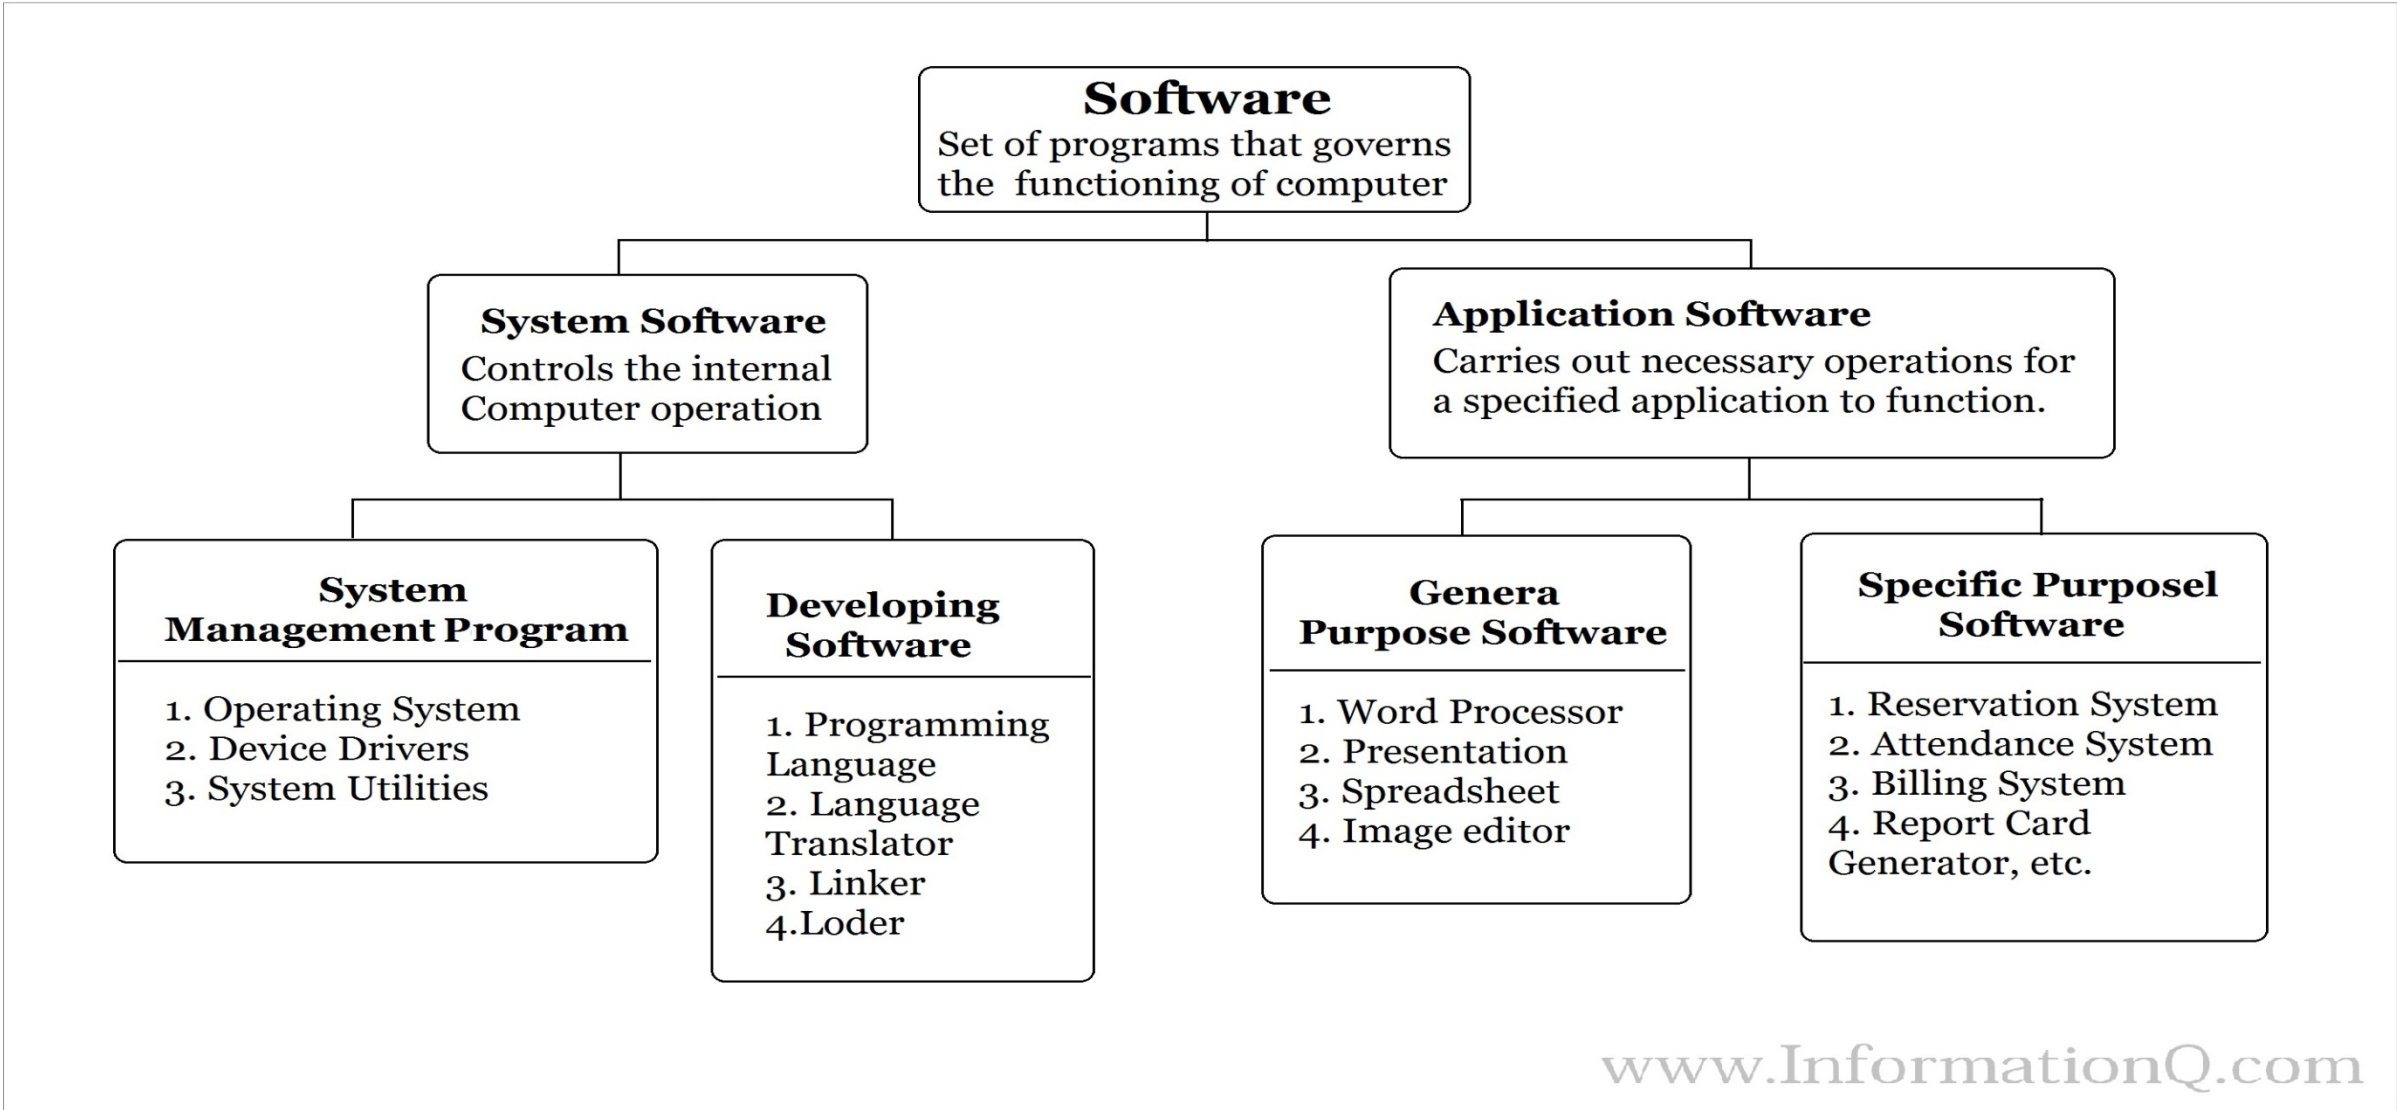 Software
Set of programs that governs
the functioning of computer
System Software
Controls the internal
Computer operation
Application Software
Carries out necessary operations for
a specified application to function.
System
Management Program
1. Operating System
2. Device Drivers
3. System Utilities
Developing
Software
1. Programming
Language
2. Language
Translator
3. Linker
4.Loder
Genera
Purpose Software
1. Word Processor
2. Presentation
3. Spreadsheet
4. Image editor
Specific Purposel
Software
1. Reservation System
2. Attendance System
3. Billing System
4. Report Card
Generator, etc.
www.InformationQ.com